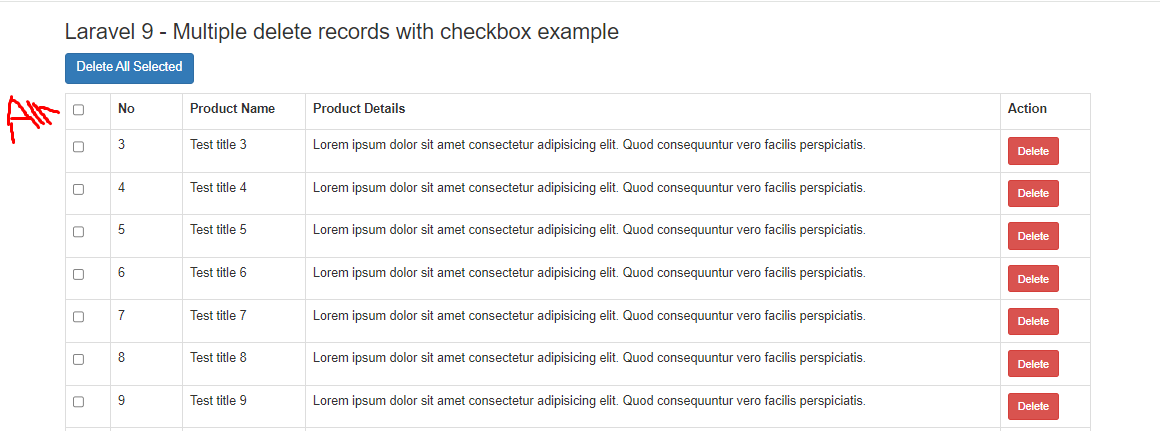 Laravel 9 - Multiple delete records with checkbox example
Delete All Selected
No Product Name Product Details Action
3 Test title 3 Lorem ipsum dolor sit amet consectetur adipisicing elit. Quod consequuntur vero facilis perspiciatis. Delete
4 Test title 4 Lorem ipsum dolor sit amet consectetur adipisicing elit. Quod consequuntur vero facilis perspiciatis. Delete
5 Test title 5 Lorem ipsum dolor sit amet consectetur adipisicing elit. Quod consequuntur vero facilis perspiciatis. Delete
6 Test title 6 Lorem ipsum dolor sit amet consectetur adipisicing elit. Quod consequuntur vero facilis perspiciatis. Delete
7 Test title 7 Lorem ipsum dolor sit amet consectetur adipisicing elit. Quod consequuntur vero facilis perspiciatis. Delete
8 Test title 8 Lorem ipsum dolor sit amet consectetur adipisicing elit. Quod consequuntur vero facilis perspiciatis. Delete
9 Test title 9 Lorem ipsum dolor sit amet consectetur adipisicing elit. Quod consequuntur vero facilis perspiciatis. Delete